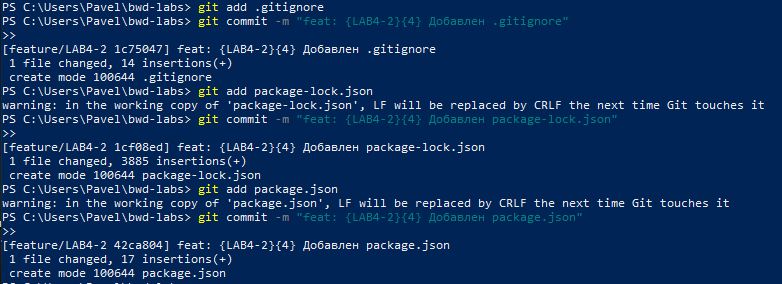 PS C:\Users\Pavel\bwd-labs> git add .gitignore
PS C:\Users\Pavel\bwd-labs> git commit -m "feat: {LAB4-2}{4} Добавлен .gitignore"
>>
[feature/LAB4-2 1c75047] feat: {LAB4-2}{4} Добавлен .gitignore
 1 file changed, 14 insertions(+)
 create mode 100644 .gitignore
PS C:\Users\Pavel\bwd-labs> git add package-lock.json
warning: in the working copy of 'package-lock.json', LF will be replaced by CRLF the next time Git touches it
PS C:\Users\Pavel\bwd-labs> git commit -m "feat: {LAB4-2}{4} Добавлен package-lock.json"
>>
[feature/LAB4-2 1cf08ed] feat: {LAB4-2}{4} Добавлен package-lock.json
 1 file changed, 3885 insertions(+)
 create mode 100644 package-lock.json
PS C:\Users\Pavel\bwd-labs> git add package.json
warning: in the working copy of 'package.json', LF will be replaced by CRLF the next time Git touches it
PS C:\Users\Pavel\bwd-labs> git commit -m "feat: {LAB4-2}{4} Добавлен package.json"
>>
[feature/LAB4-2 42ca804] feat: {LAB4-2}{4} Добавлен package.json
 1 file changed, 17 insertions(+)
 create mode 100644 package.json